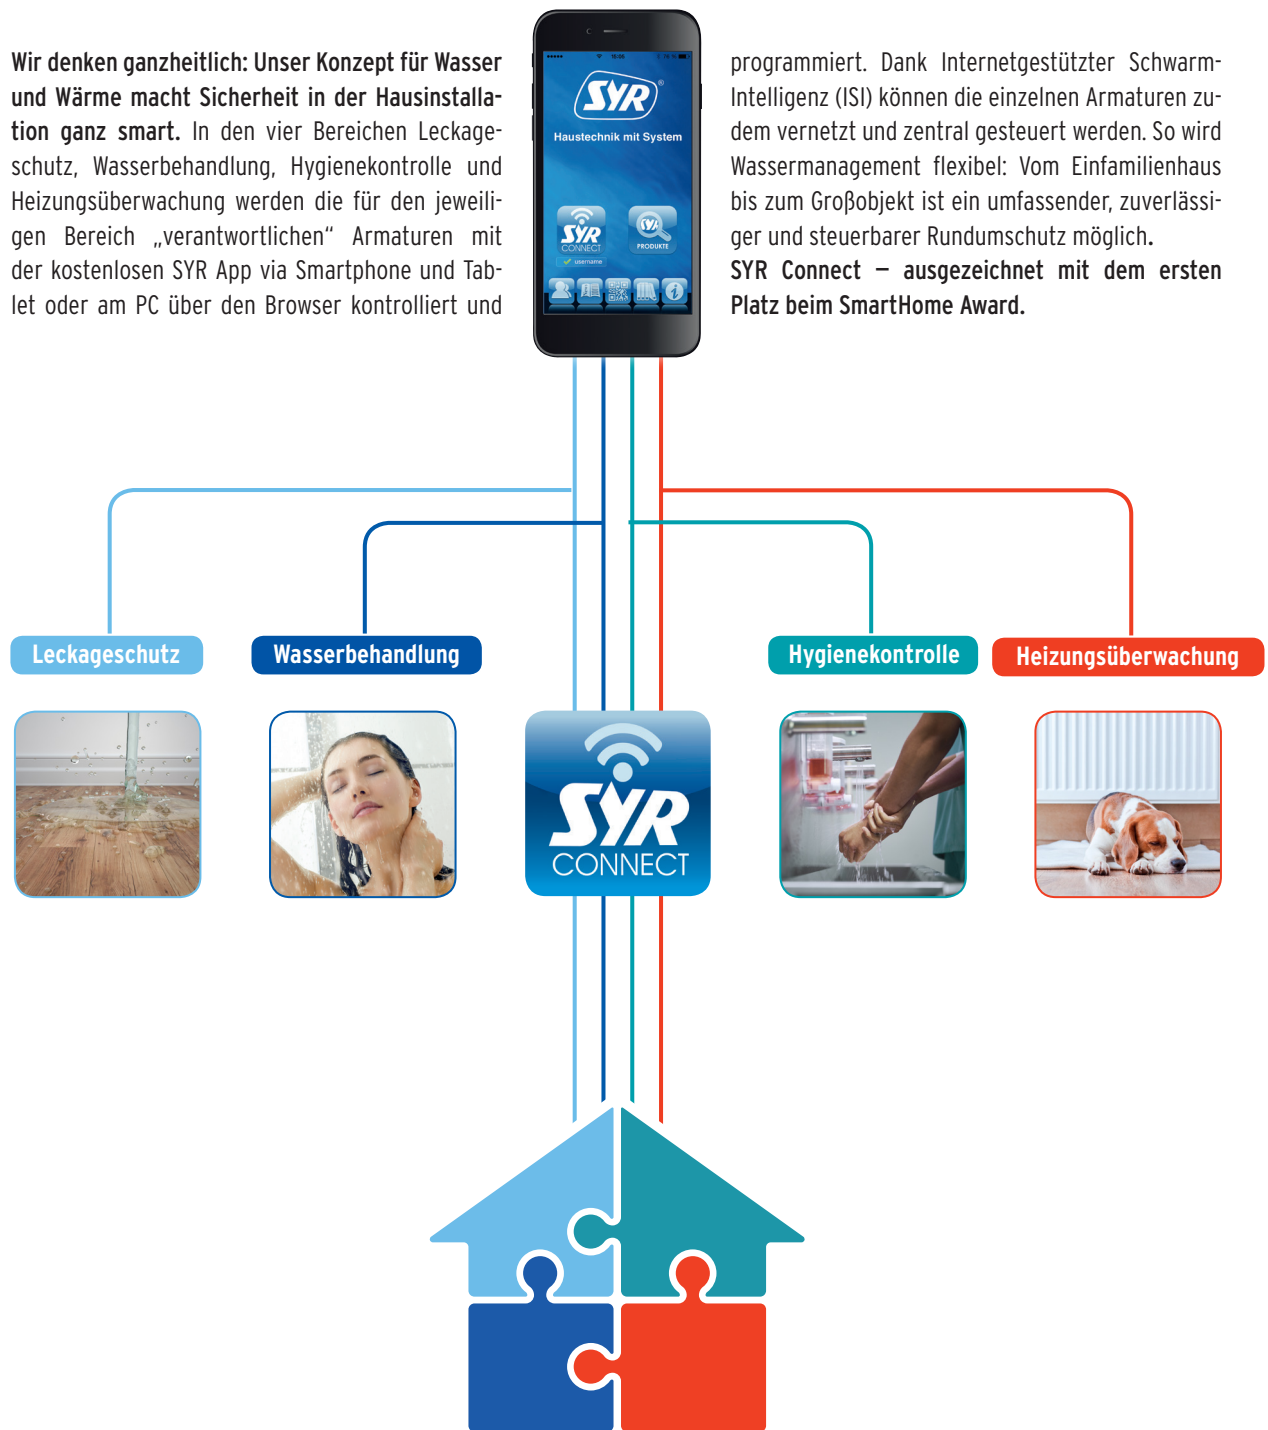 Wir denken ganzheitlich: Unser Konzept für Wasser
und Wärme macht Sicherheit in der Hausinstalla-
tion ganz smart. In den vier Bereichen Leckage-
schutz, Wasserbehandlung, Hygienekontrolle und
Heizungsüberwachung werden die für den jeweili-
gen Bereich „verantwortlichen“ Armaturen mit
der kostenlosen SYR App via Smartphone und Tab-
let oder am PC über den Browser kontrolliert und
programmiert. Dank Internetgestützter Schwarm-
Intelligenz (ISI) können die einzelnen Armaturen zu-
dem vernetzt und zentral gesteuert werden. So wird
Wassermanagement flexibel: Vom Einfamilienhaus
bis zum Großobjekt ist ein umfassender, zuverlässi-
ger und steuerbarer Rundumschutz möglich.
SYR Connect – ausgezeichnet mit dem ersten
Platz beim SmartHome Award.
SYR®
Haustechnik mit System
SYR
CONNECT
username
SYR
PRODUKTE
Leckageschutz
Wasserbehandlung
Hygienekontrolle
Heizungsüberwachung
SYR
CONNECT